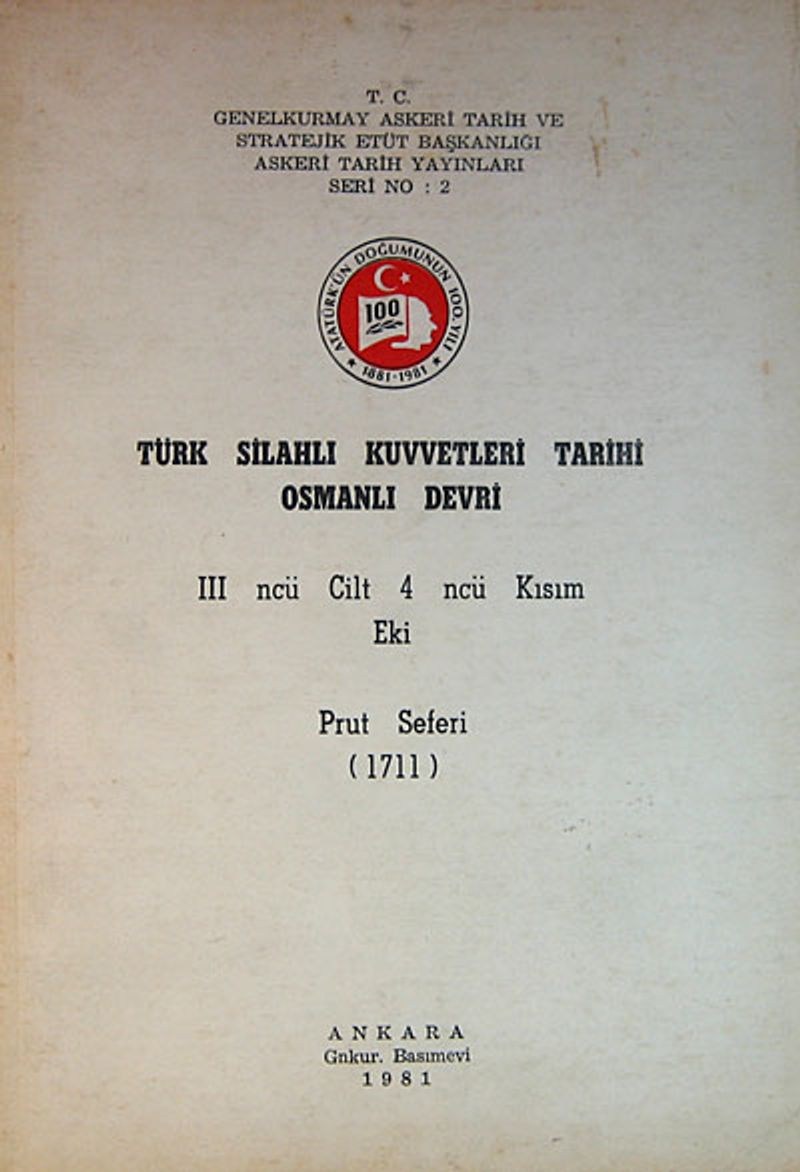 T. C.
GENELKURMAY ASKERİ TARİH VE
STRATEJİK ETÜT BAŞKANLIĞI
ASKERİ TARİH YAYINLARI
SERİ NO : 2
ATATÜRK'ÜN DOĞUMUNUN 100. YILI
100
★ 1881-1981 ★
TÜRK SİLAHLI KUVVETLERİ TARİHİ
OSMANLI DEVRİ
III ncü Cilt 4 ncü Kısım
Eki
Prut Seferi
( 1711 )
ANKARA
Gnkur. Basımevi
1981